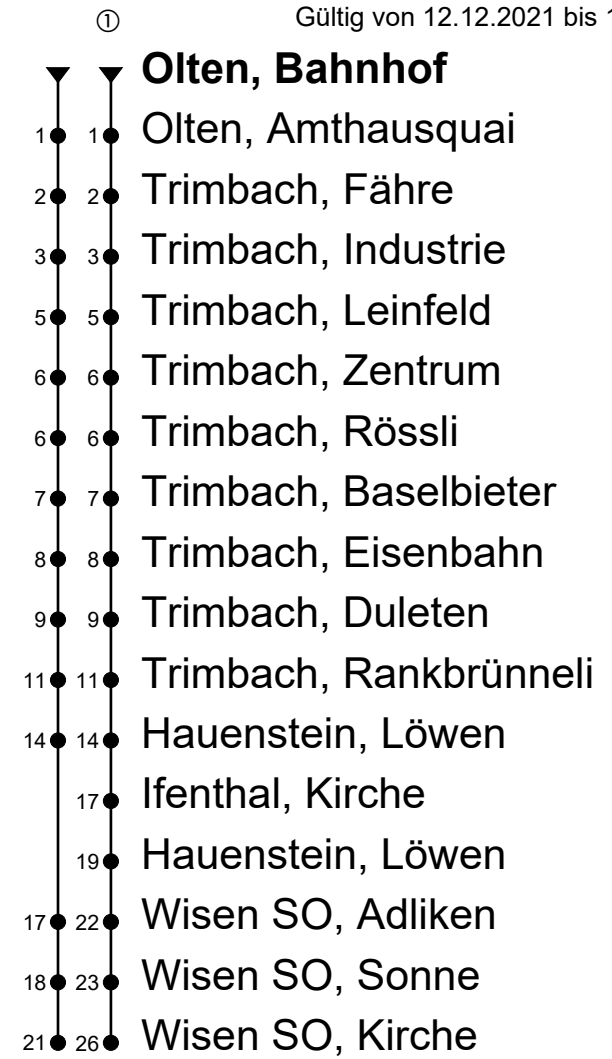 ① Gültig von 12.12.2021 bis 1
Olten, Bahnhof
1 1 Olten, Amthausquai
2 2 Trimbach, Fähre
3 3 Trimbach, Industrie
5 5 Trimbach, Leinfeld
6 6 Trimbach, Zentrum
6 6 Trimbach, Rössli
7 7 Trimbach, Baselbieter
8 8 Trimbach, Eisenbahn
9 9 Trimbach, Duleten
11 11 Trimbach, Rankbrünneli
14 14 Hauenstein, Löwen
17 Ifenthal, Kirche
19 Hauenstein, Löwen
17 22 Wisen SO, Adliken
18 23 Wisen SO, Sonne
21 26 Wisen SO, Kirche